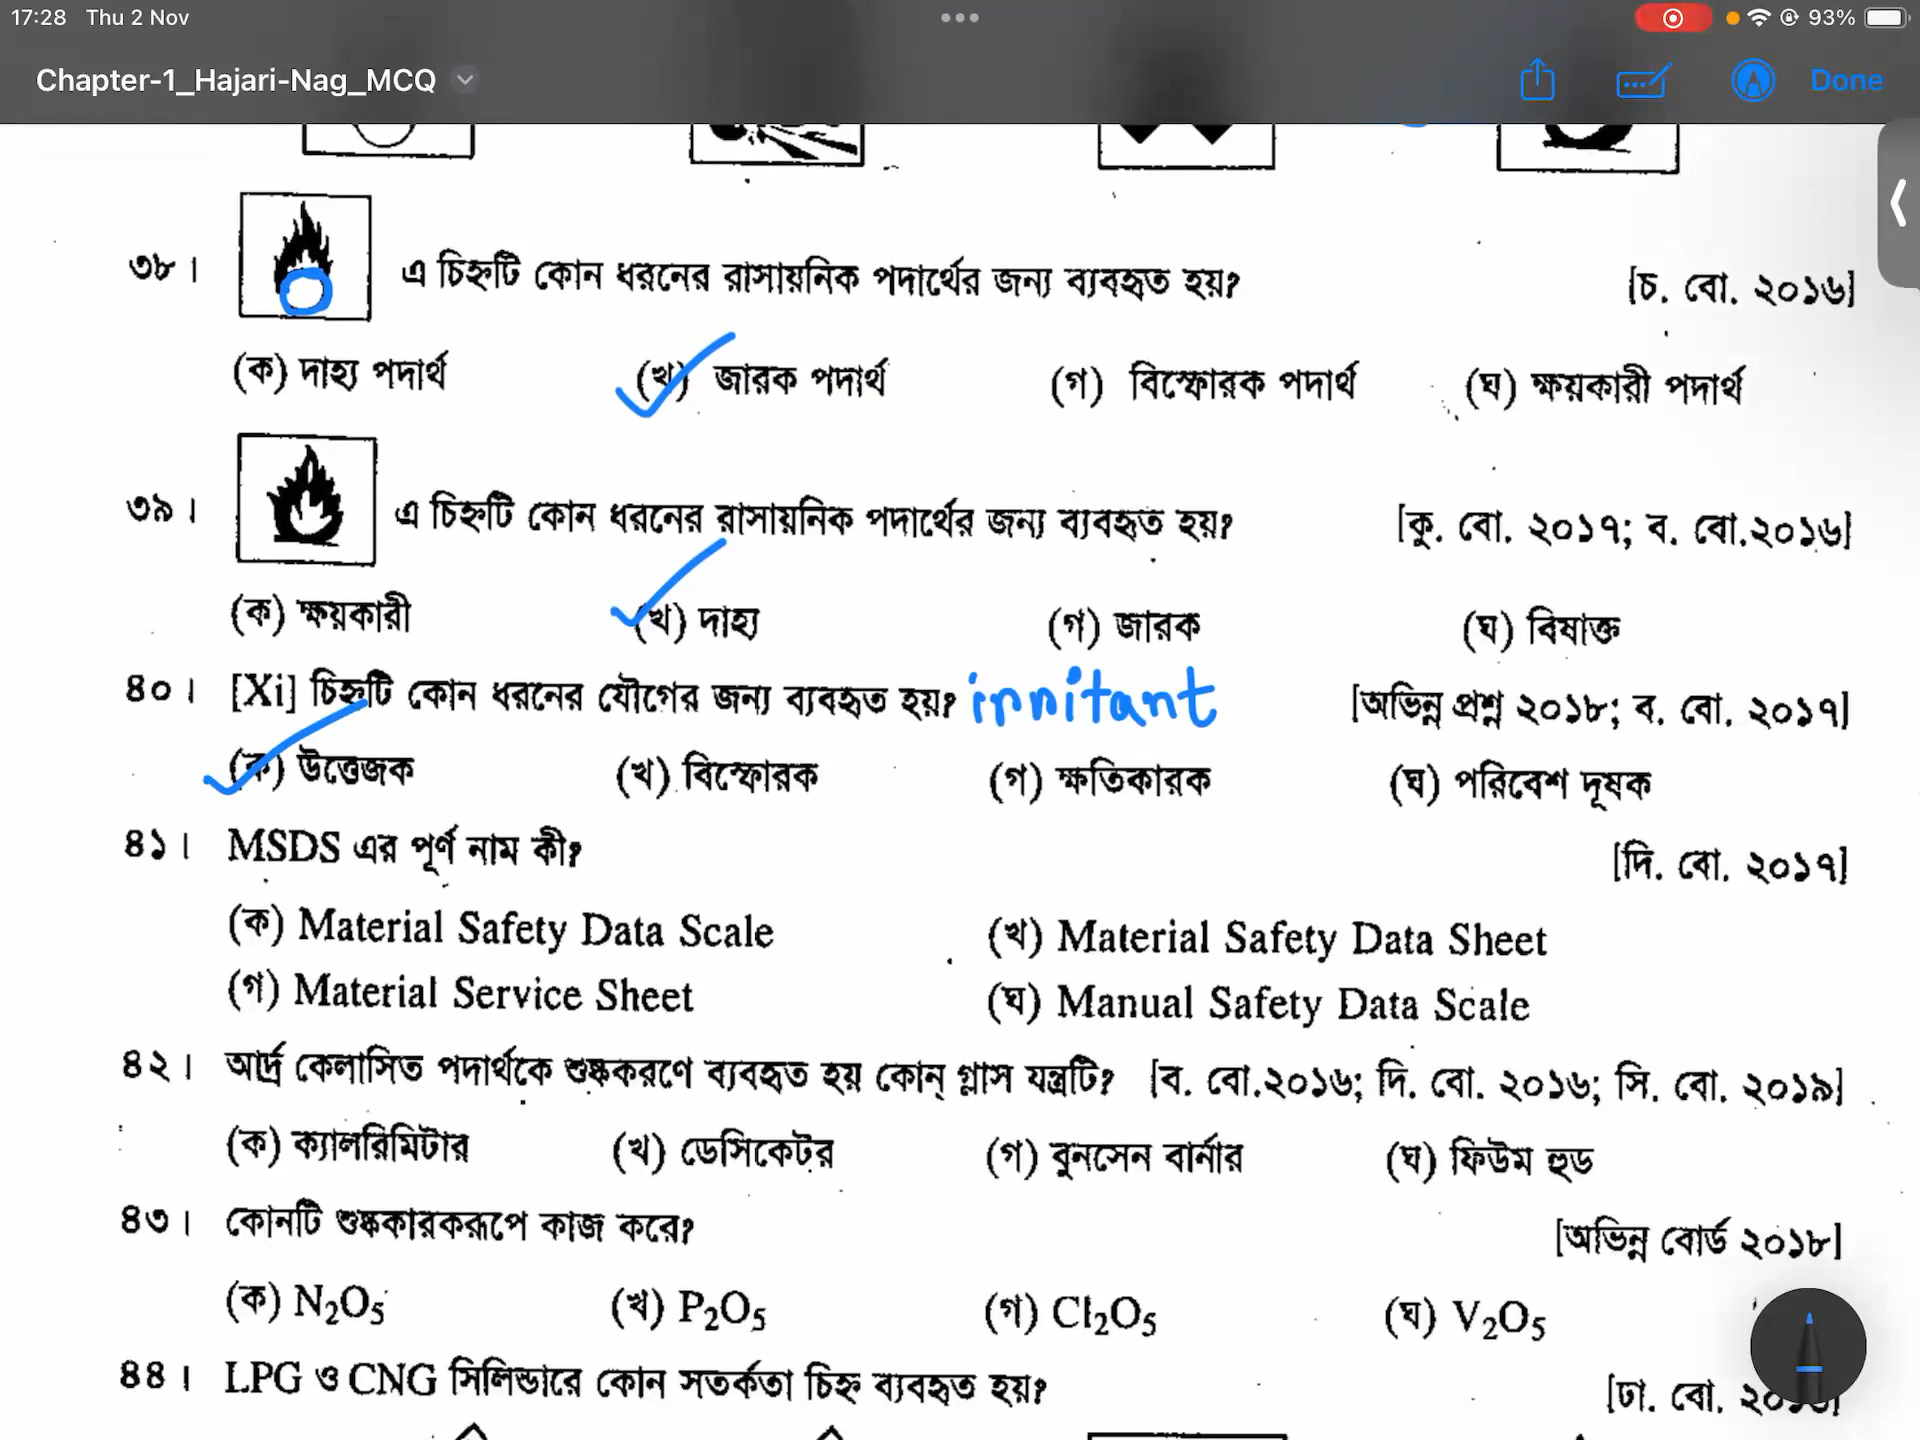 17:28 Thu 2 Nov 93%
Chapter-1_Hajari-Nag_MCQ Done
৩৮। এ চিহ্নটি কোন ধরনের রাসায়নিক পদার্থের জন্য ব্যবহৃত হয়? [চ. বো. ২০১৬]
(ক) দাহ্য পদার্থ (খ) জারক পদার্থ (গ) বিস্ফোরক পদার্থ (ঘ) ক্ষয়কারী পদার্থ
৩৯। এ চিহ্নটি কোন ধরনের রাসায়নিক পদার্থের জন্য ব্যবহৃত হয়? [কু. বো. ২০১৭; ব. বো.২০১৬]
(ক) ক্ষয়কারী (খ) দাহ্য (গ) জারক (ঘ) বিষাক্ত
৪০। [Xi] চিহ্নটি কোন ধরনের যৌগের জন্য ব্যবহৃত হয়? irritant [অভিন্ন প্রশ্ন ২০১৮; ব. বো. ২০১৭]
(ক) উত্তেজক (খ) বিস্ফোরক (গ) ক্ষতিকারক (ঘ) পরিবেশ দূষক
৪১। MSDS এর পূর্ণ নাম কী? [দি. বো. ২০১৭]
(ক) Material Safety Data Scale (খ) Material Safety Data Sheet
(গ) Material Service Sheet (ঘ) Manual Safety Data Scale
৪২। আর্দ্র কেলাসিত পদার্থকে শুষ্ককরণে ব্যবহৃত হয় কোন্ গ্লাস যন্ত্রটি? [ব. বো.২০১৬; দি. বো. ২০১৬; সি. বো. ২০১৯]
(ক) ক্যালরিমিটার (খ) ডেসিকেটর (গ) বুনসেন বার্নার (ঘ) ফিউম হুড
৪৩। কোনটি শুষ্ককারকরূপে কাজ করে? [অভিন্ন বোর্ড ২০১৮]
(ক) N₂O₅ (খ) P₂O₅ (গ) Cl₂O₅ (ঘ) V₂O₅
৪৪। LPG ও CNG সিলিন্ডারে কোন সতর্কতা চিহ্ন ব্যবহৃত হয়? [ঢা. বো.